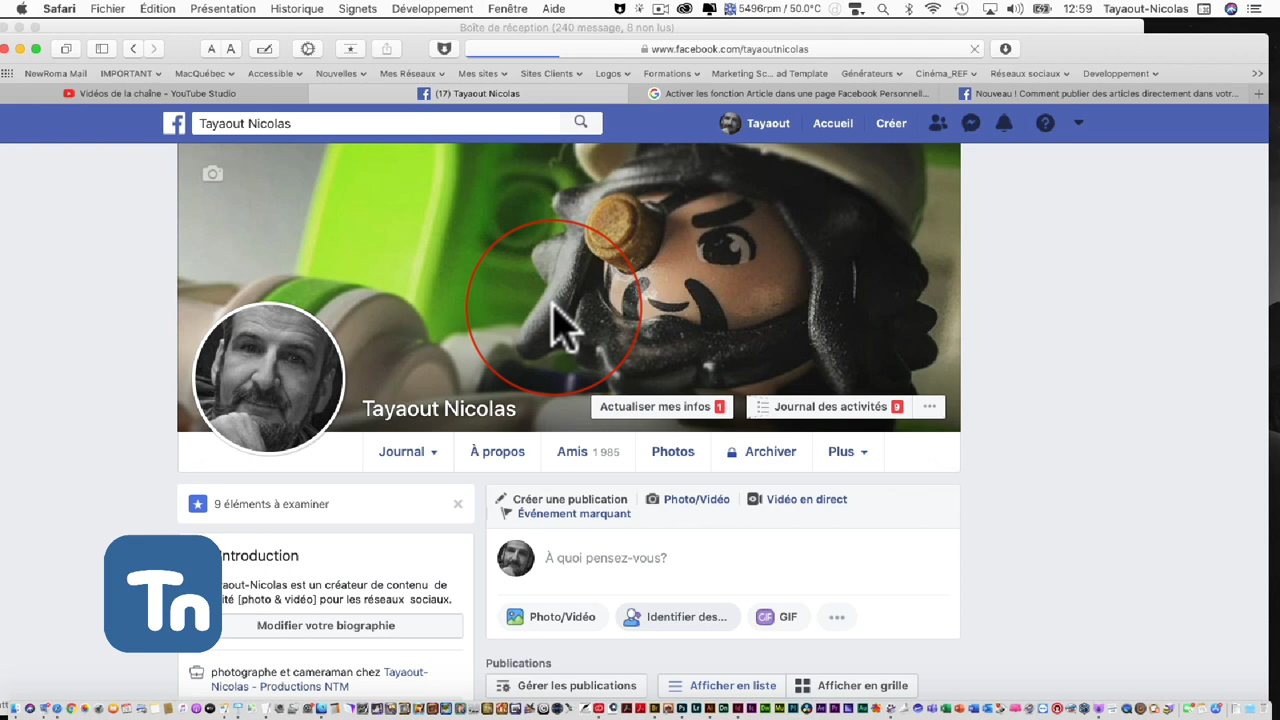 Safari Fichier Édition Présentation Historique Signets Développement Fenêtre Aide 5496rpm / 50.0°C 12:59 Tayaout-Nicolas
Boîte de réception (240 message, 8 non lus)
A A www.facebook.com/tayaoutnicolas
NewRoma Mail IMPORTANT MacQuébec Accessible Nouvelles Mes Réseaux Mes sites Sites Clients Logos Formations Marketing Sc...ad Template Générateurs Cinéma_REF Réseaux sociaux Developpement
Vidéos de la chaîne - YouTube Studio (17) Tayaout Nicolas Activer les fonction Article dans une page Facebook Personnell... Nouveau ! Comment publier des articles directement dans votr...
Tayaout Nicolas Tayaout Accueil Créer
Tayaout Nicolas Actualiser mes infos 1 Journal des activités 9
Journal À propos Amis 1 985 Photos Archiver Plus
9 éléments à examiner
Créer une publication Photo/Vidéo Vidéo en direct
Événement marquant
Introduction
À quoi pensez-vous?
aout-Nicolas est un créateur de contenu de
ité [photo & vidéo] pour les réseaux sociaux.
Tn
Photo/Vidéo Identifier des... GIF
Modifier votre biographie
Publications
photographe et cameraman chez Tayaout-
Nicolas - Productions NTM
Gérer les publications Afficher en liste Afficher en grille